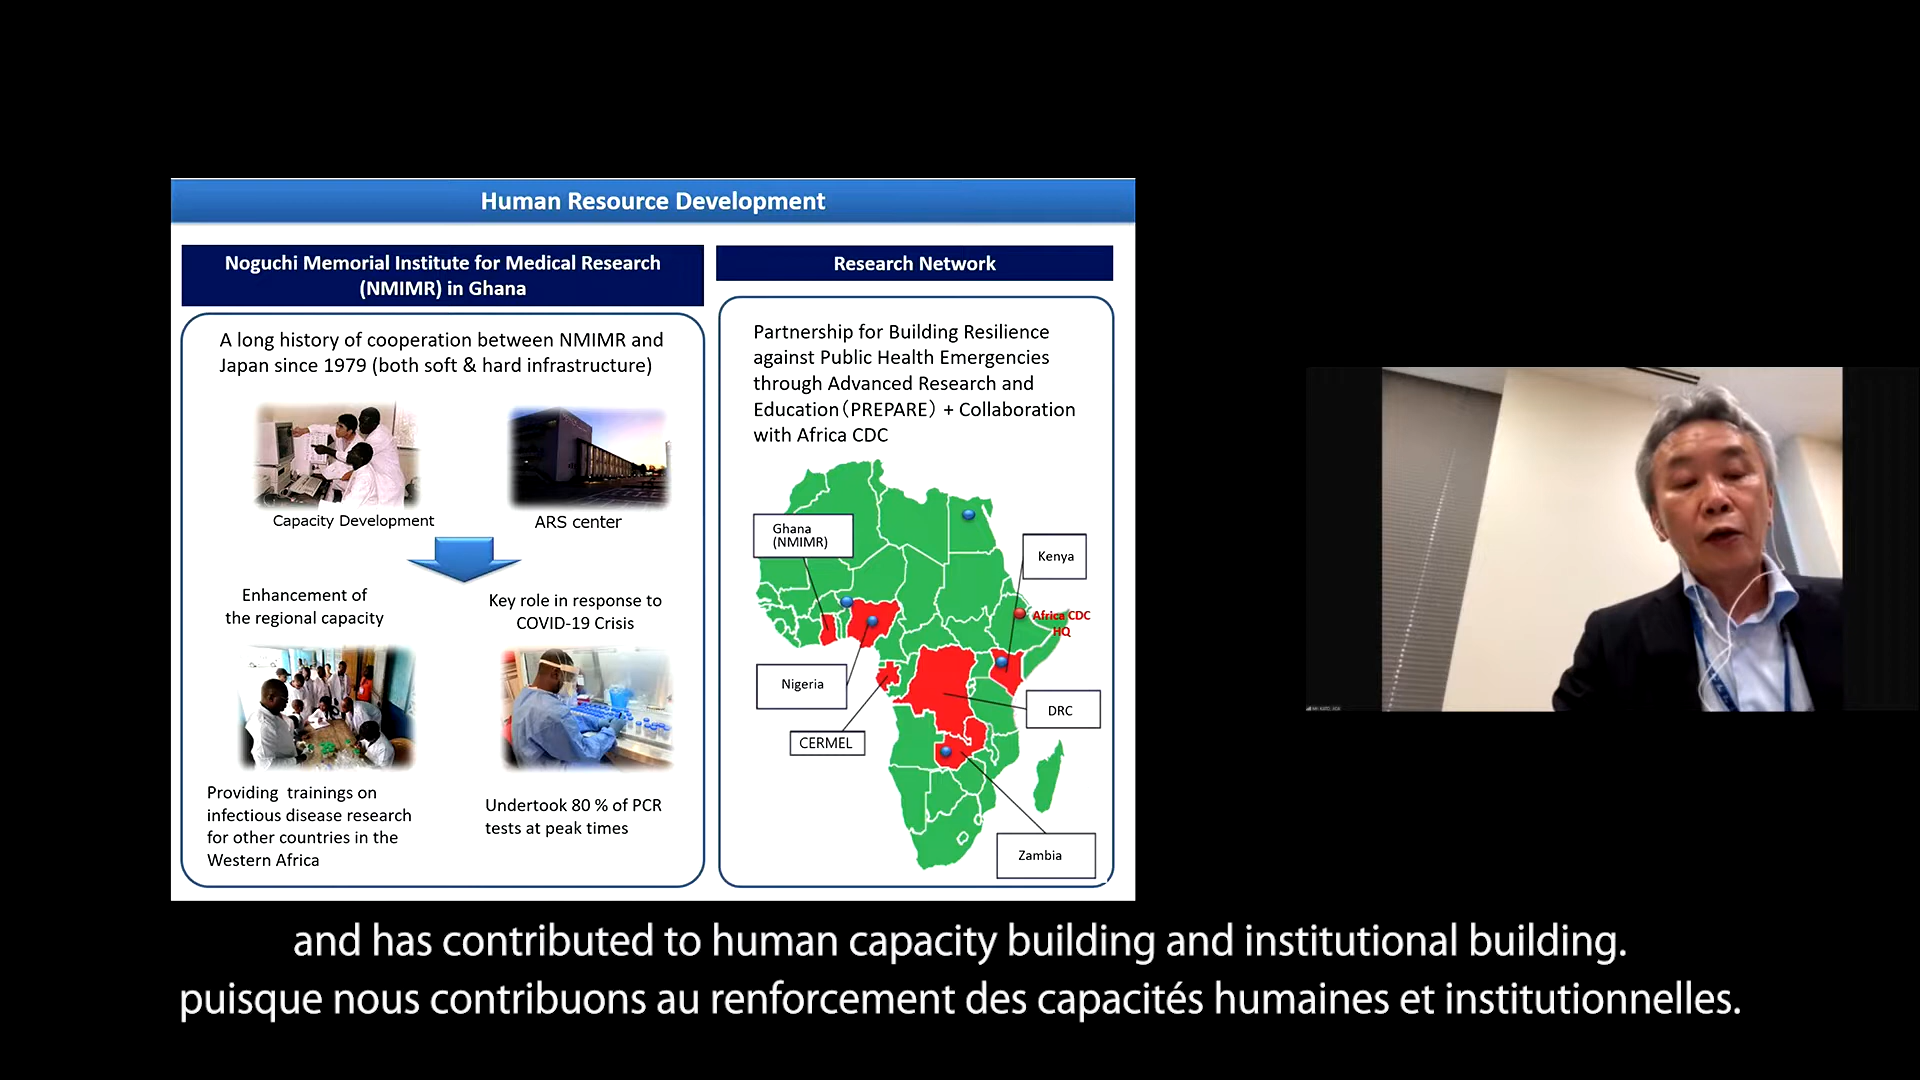 Human Resource Development
Noguchi Memorial Institute for Medical Research
(NMIMR) in Ghana
A long history of cooperation between NMIMR and
Japan since 1979 (both soft & hard infrastructure)
Capacity Development
ARS center
Enhancement of
the regional capacity
Key role in response to
COVID-19 Crisis
Providing trainings on
infectious disease research
for other countries in the
Western Africa
Undertook 80 % of PCR
tests at peak times
Research Network
Partnership for Building Resilience
against Public Health Emergencies
through Advanced Research and
Education（PREPARE） + Collaboration
with Africa CDC
Ghana
(NMIMR)
Kenya
Africa CDC
HQ
Nigeria
DRC
CERMEL
Zambia
and has contributed to human capacity building and institutional building.
puisque nous contribuons au renforcement des capacités humaines et institutionnelles.